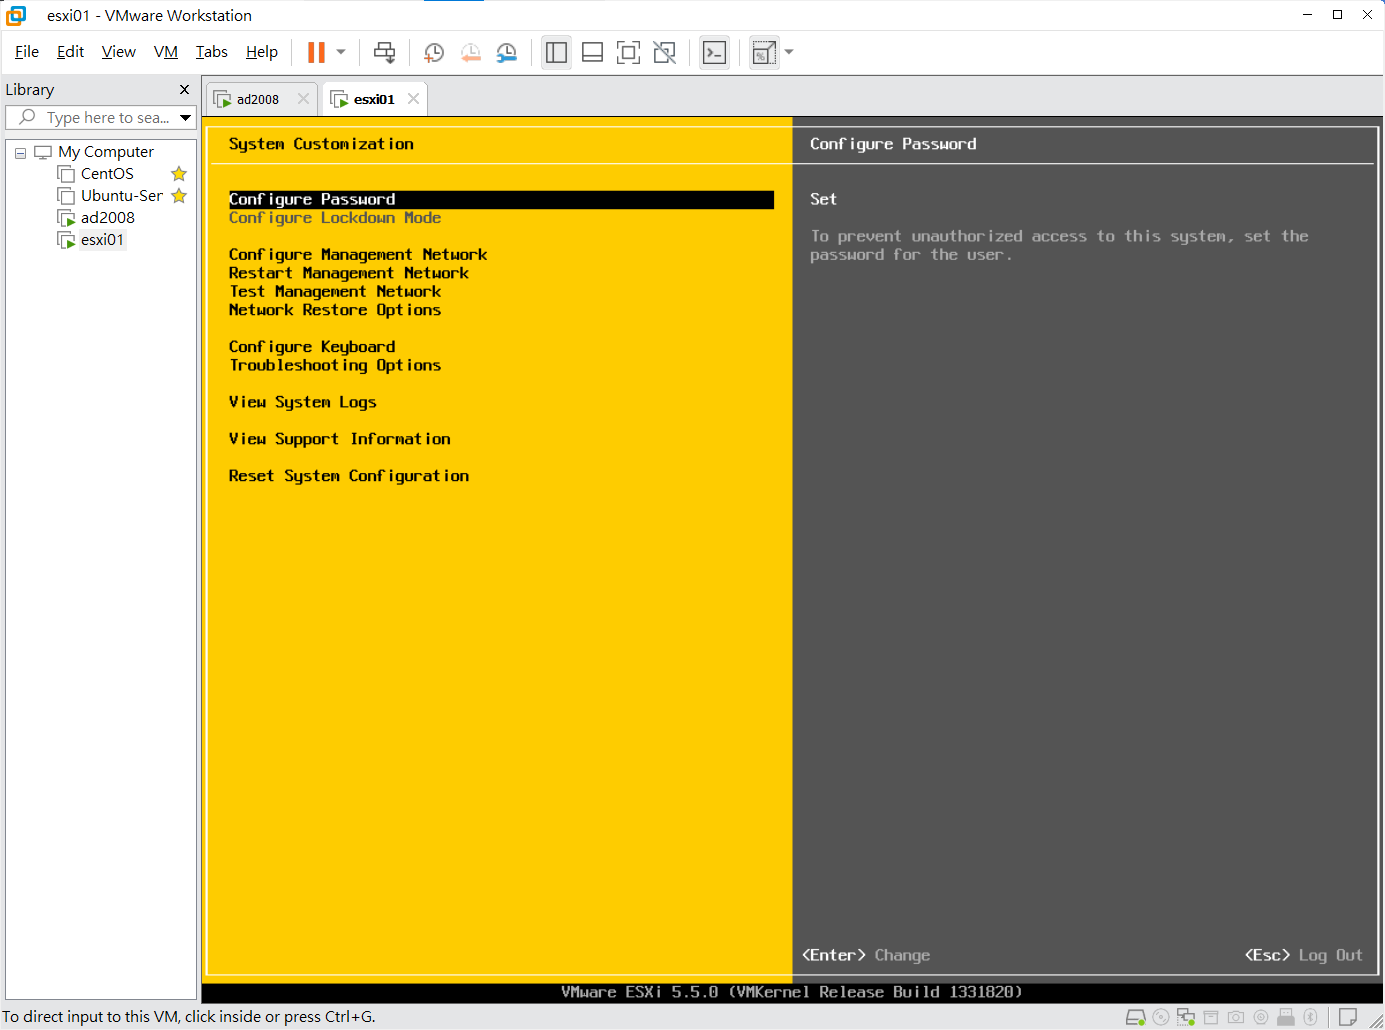 esxi01 - VMware Workstation
File Edit View VM Tabs Help
Library
Type here to sea...
My Computer
CentOS
Ubuntu-Ser
ad2008
esxi01
ad2008
esxi01
System Customization
Configure Password
Configure Lockdown Mode
Configure Management Network
Restart Management Network
Test Management Network
Network Restore Options
Configure Keyboard
Troubleshooting Options
View System Logs
View Support Information
Reset System Configuration
Configure Password
Set
To prevent unauthorized access to this system, set the
password for the user.
<Enter> Change
<Esc> Log Out
VMware ESXi 5.5.0 (VMKernel Release Build 1331820)
To direct input to this VM, click inside or press Ctrl+G.